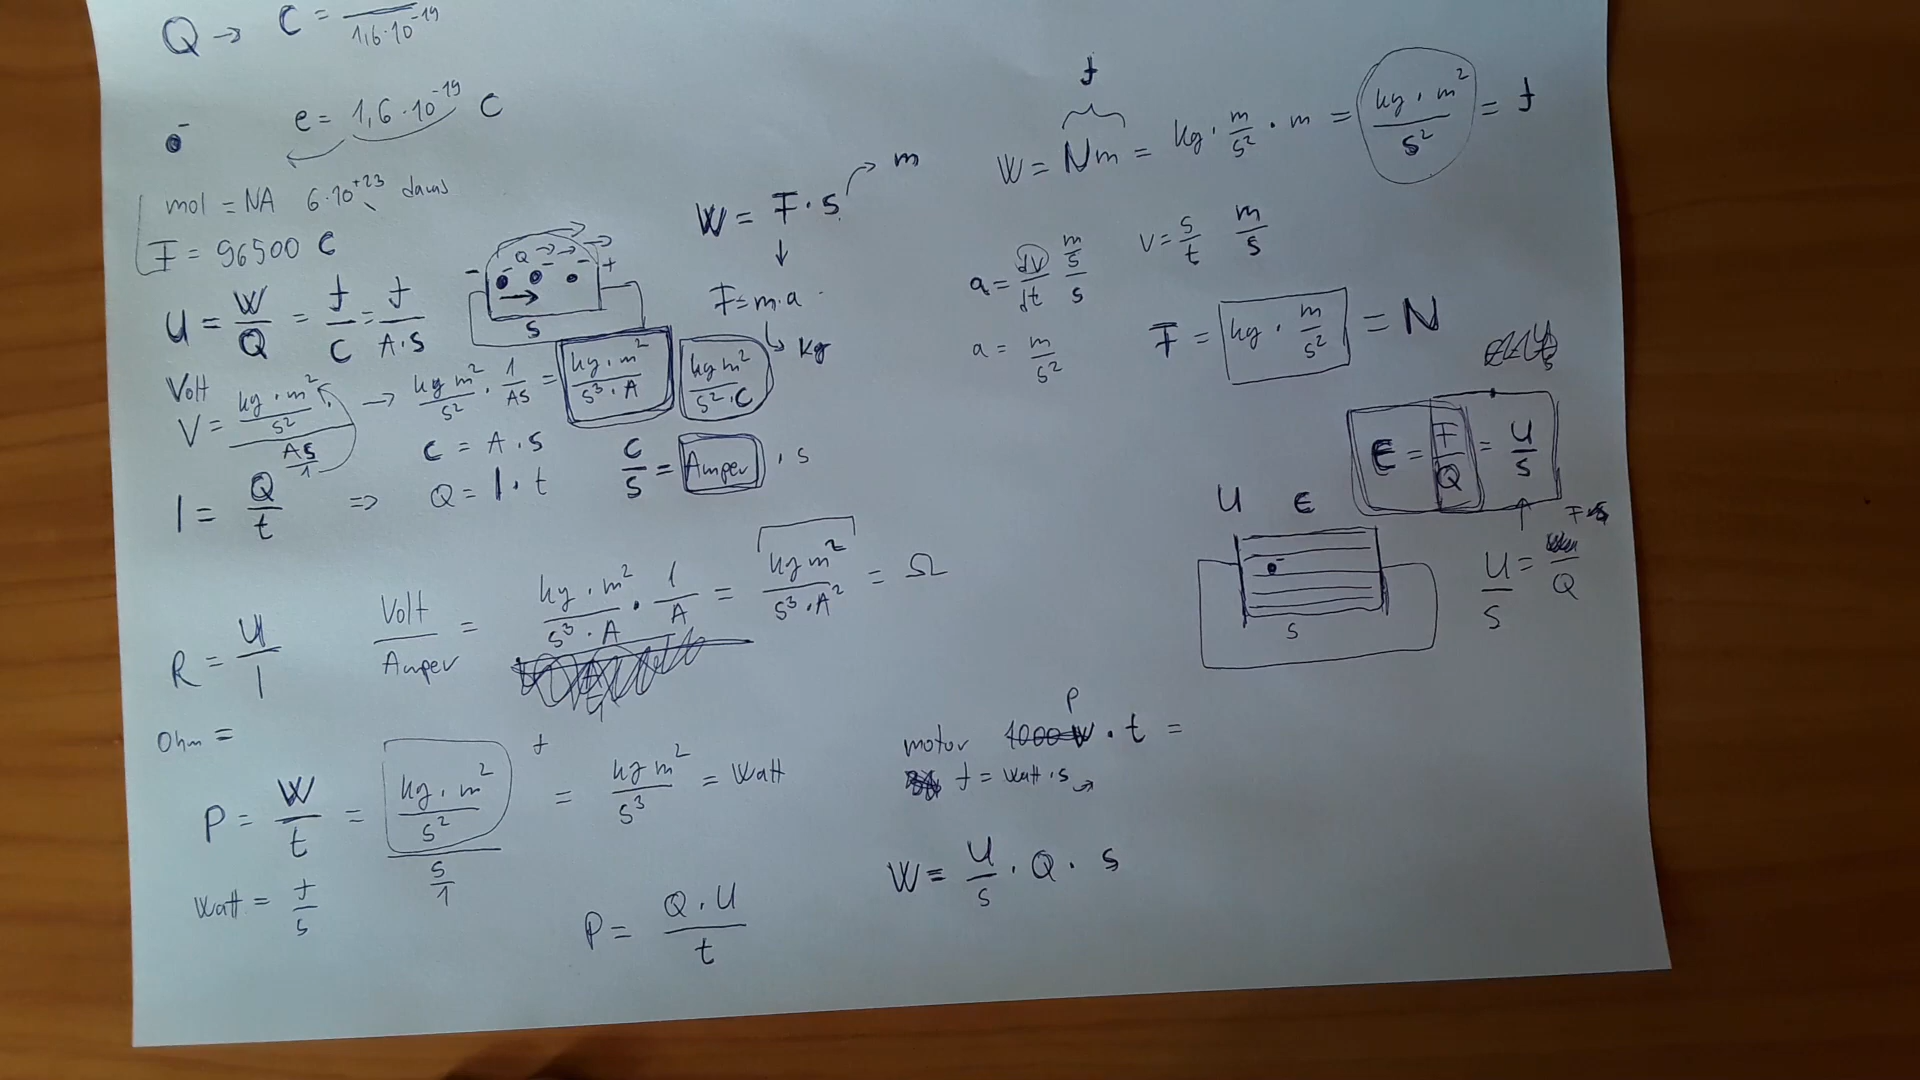 Q → C = 1/1,6·10⁻¹⁹
e = 1,6·10⁻¹⁹ C
mol = NA 6·10⁺²³
F = 96500 C
U = W/Q = J/C = J/A·s
Volt
V = (kg·m²/s²)/(As/1) → kg m²/s² · 1/AS = kg·m²/s³·A
kg m²/s²·C
C = A·s
C/s = Amper · s
I = Q/t => Q = I·t
- Q - - +
s
W = F·s → m
↓
F = m·a
kg
J
W = Nm = kg·m/s² · m = kg·m²/s² = J
a = dv/dt (m/s)/s
v = s/t m/s
a = m/s²
F = kg·m/s² = N
E = F/Q = U/s
U E
s
U/s = /Q
R = U/I Volt/Amper = kg·m²/s³·A · 1/A = kg m²/s³·A² = Ω
Ohm =
P = W/t = (kg·m²/s²)/(s/1) J = kg m²/s³ = Watt
Watt = J/s
P = Q·U/t
P
motor 1000W · t =
J = Watt·s →
W = U/s · Q · s